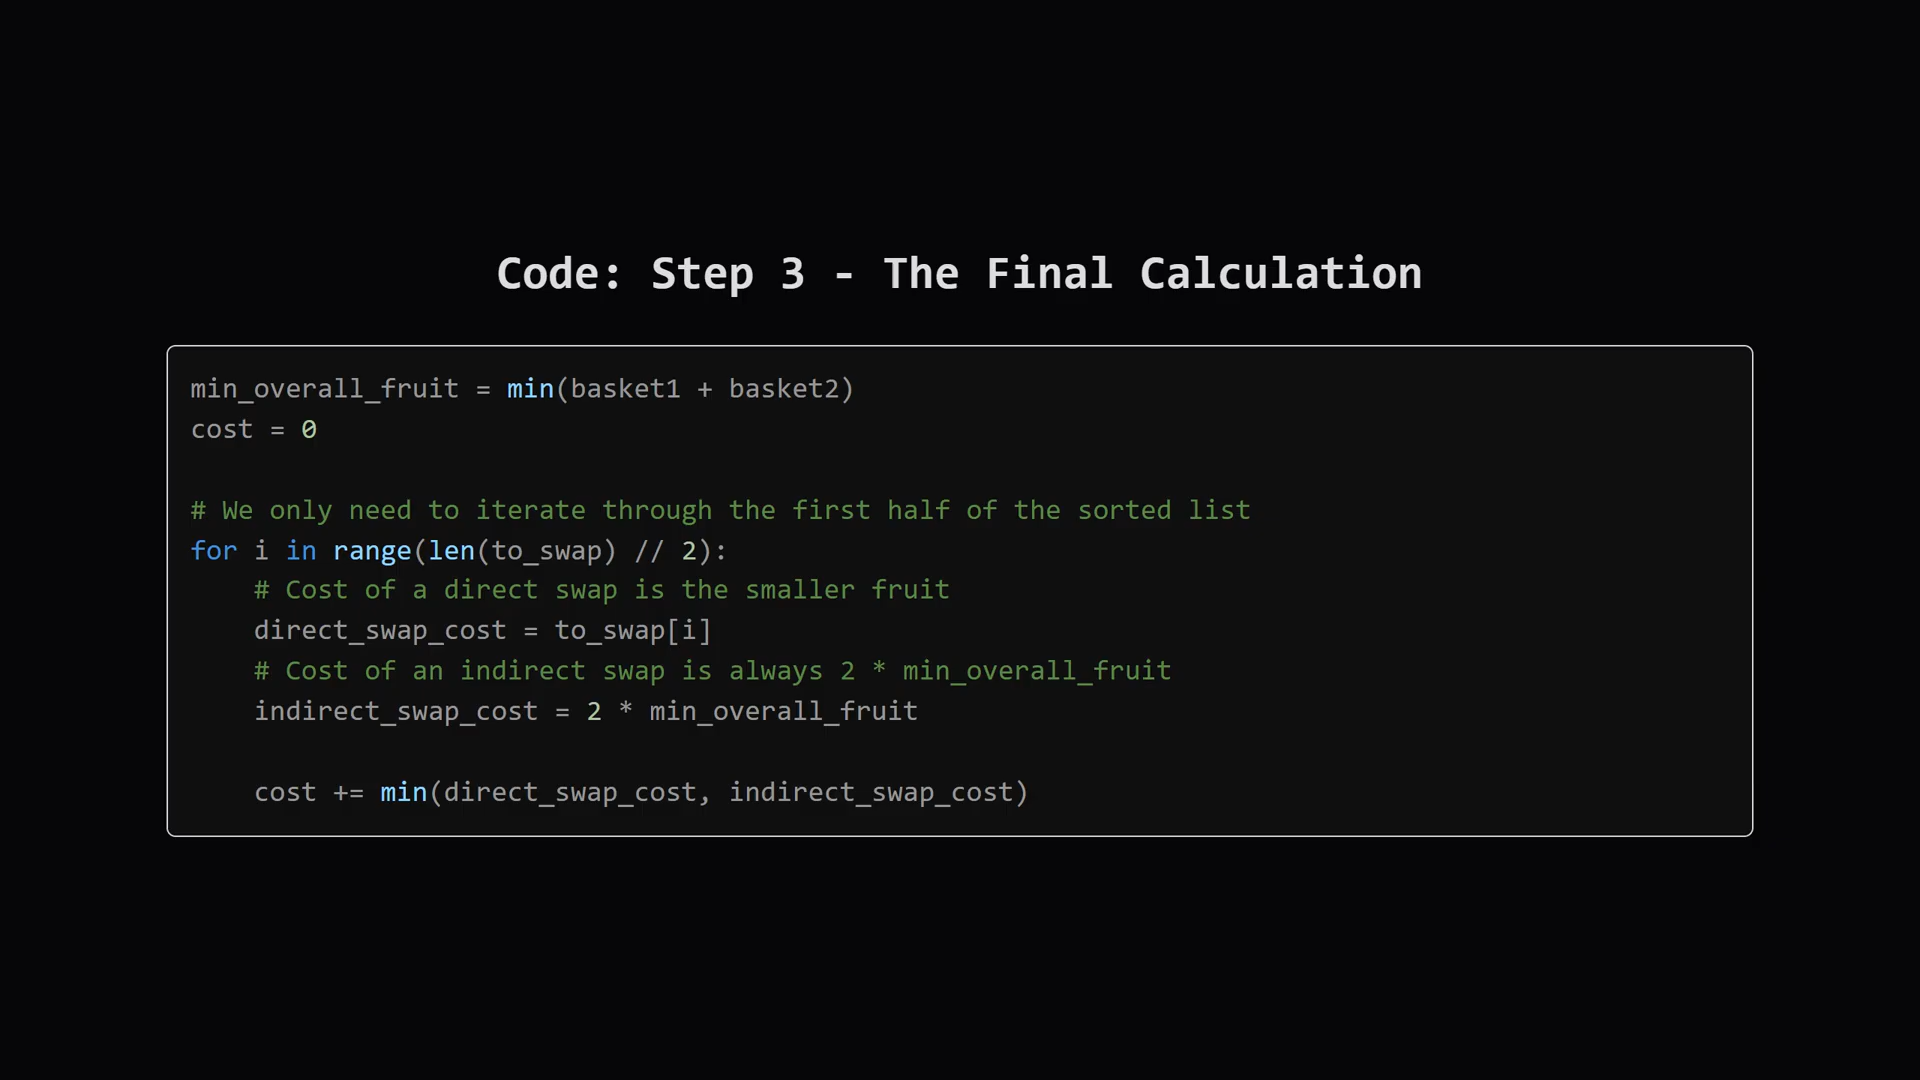 Code: Step 3 - The Final Calculation
min_overall_fruit = min(basket1 + basket2)
cost = 0
# We only need to iterate through the first half of the sorted list
for i in range(len(to_swap) // 2):
    # Cost of a direct swap is the smaller fruit
    direct_swap_cost = to_swap[i]
    # Cost of an indirect swap is always 2 * min_overall_fruit
    indirect_swap_cost = 2 * min_overall_fruit
    cost += min(direct_swap_cost, indirect_swap_cost)